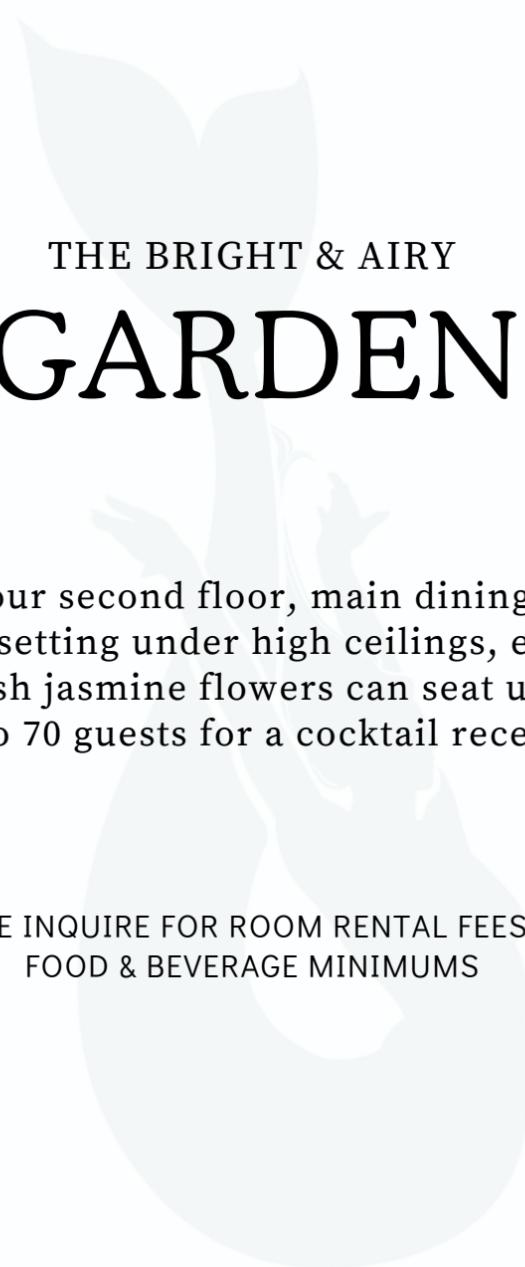 THE BRIGHT & AIRY
GARDEN
our second floor, main dining
setting under high ceilings, e
sh jasmine flowers can seat u
o 70 guests for a cocktail rece
E INQUIRE FOR ROOM RENTAL FEES
FOOD & BEVERAGE MINIMUMS